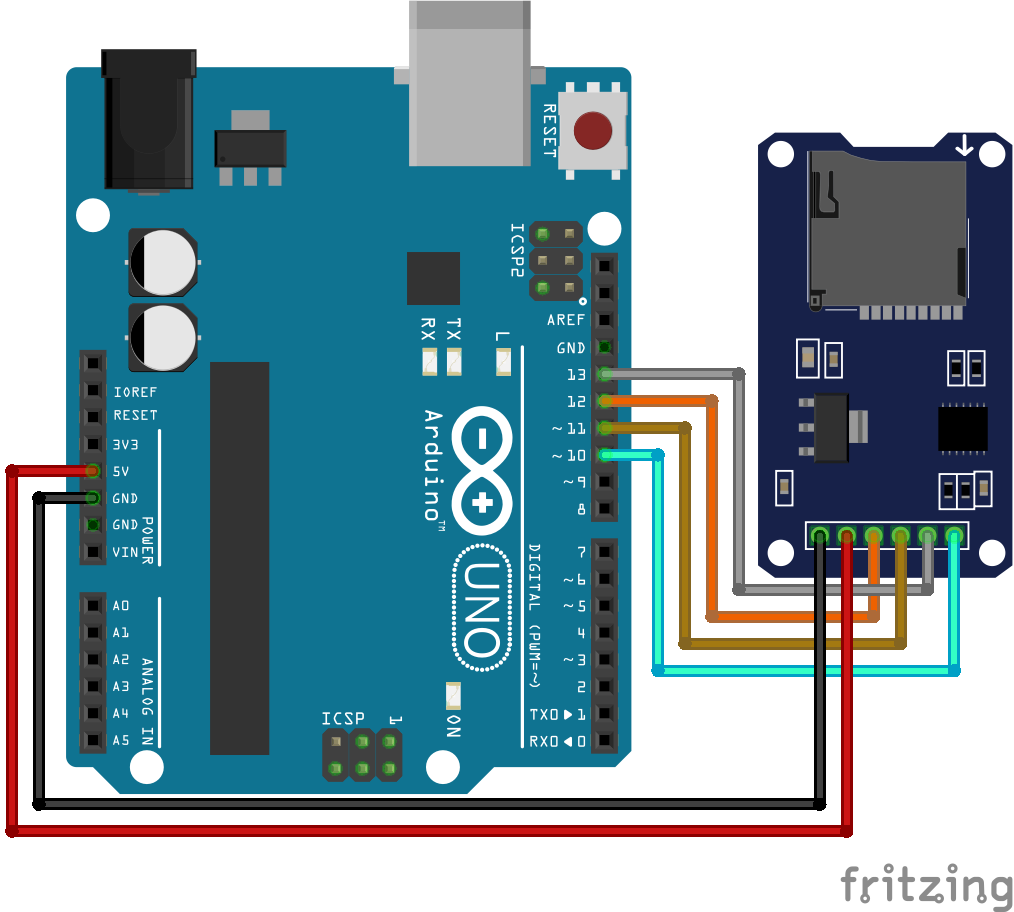 RESET
ICSP2
AREF
GND
13
12
~11
~10
~9
8
7
~6
~5
4
~3
2
TX0▶1
RX0◀0
DIGITAL (PWM=~)
RX
TX
L
Arduino™
UNO
ON
ICSP
1
IOREF
RESET
3V3
5V
GND
GND
VIN
POWER
A0
A1
A2
A3
A4
A5
ANALOG IN
fritzing